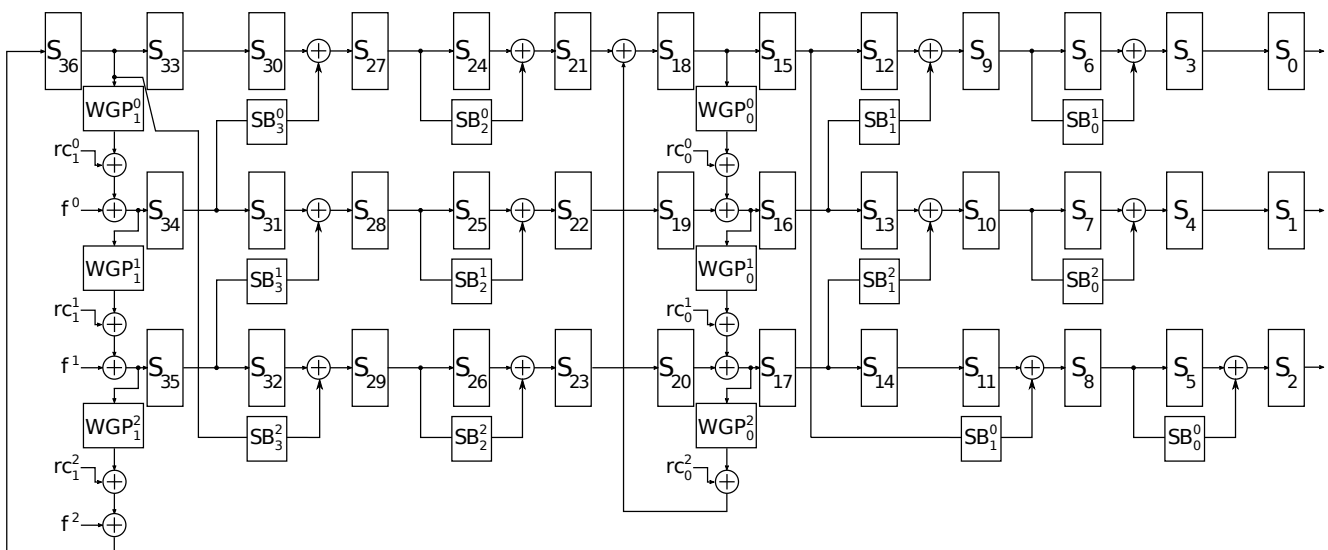 S₃₆ S₃₃ S₃₀ S₂₇ S₂₄ S₂₁ S₁₈ S₁₅ S₁₂ S₉ S₆ S₃ S₀
WGP₁⁰ SB₃⁰ SB₂⁰ WGP₀⁰ SB₁¹ SB₀¹
rc₁⁰ rc₀⁰
f⁰ S₃₄ S₃₁ S₂₈ S₂₅ S₂₂ S₁₉ S₁₆ S₁₃ S₁₀ S₇ S₄ S₁
WGP₁¹ SB₃¹ SB₂¹ WGP₀¹ SB₁² SB₀²
rc₁¹ rc₀¹
f¹ S₃₅ S₃₂ S₂₉ S₂₆ S₂₃ S₂₀ S₁₇ S₁₄ S₁₁ S₈ S₅ S₂
WGP₁² SB₃² SB₂² WGP₀² SB₁⁰ SB₀⁰
rc₁² rc₀²
f²